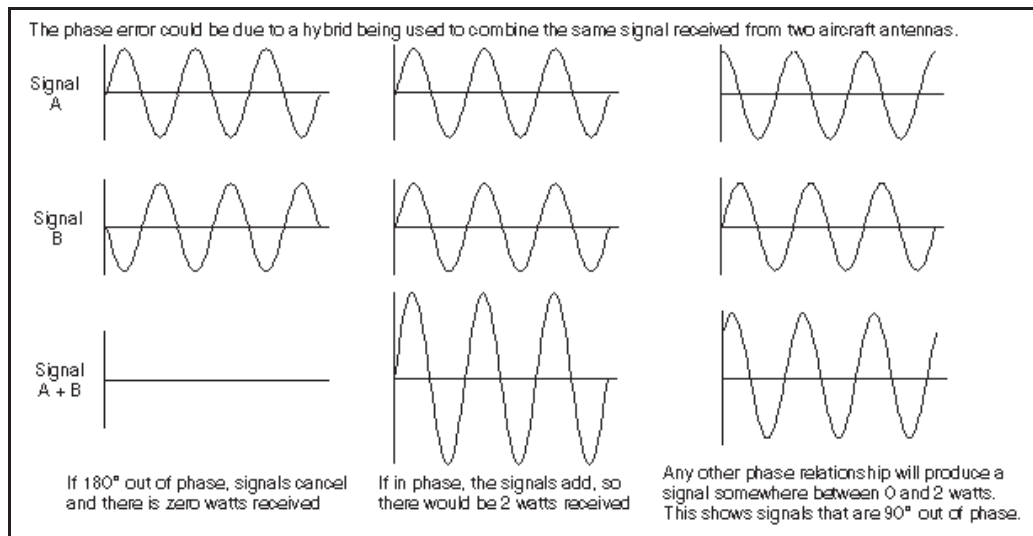 The phase error could be due to a hybrid being used to combine the same signal received from two aircraft antennas.
Signal
A
Signal
B
Signal
A + B
If 180° out of phase, signals cancel
and there is zero watts received
If in phase, the signals add, so
there would be 2 watts received
Any other phase relationship will produce a
signal somewhere between 0 and 2 watts.
This shows signals that are 90° out of phase.